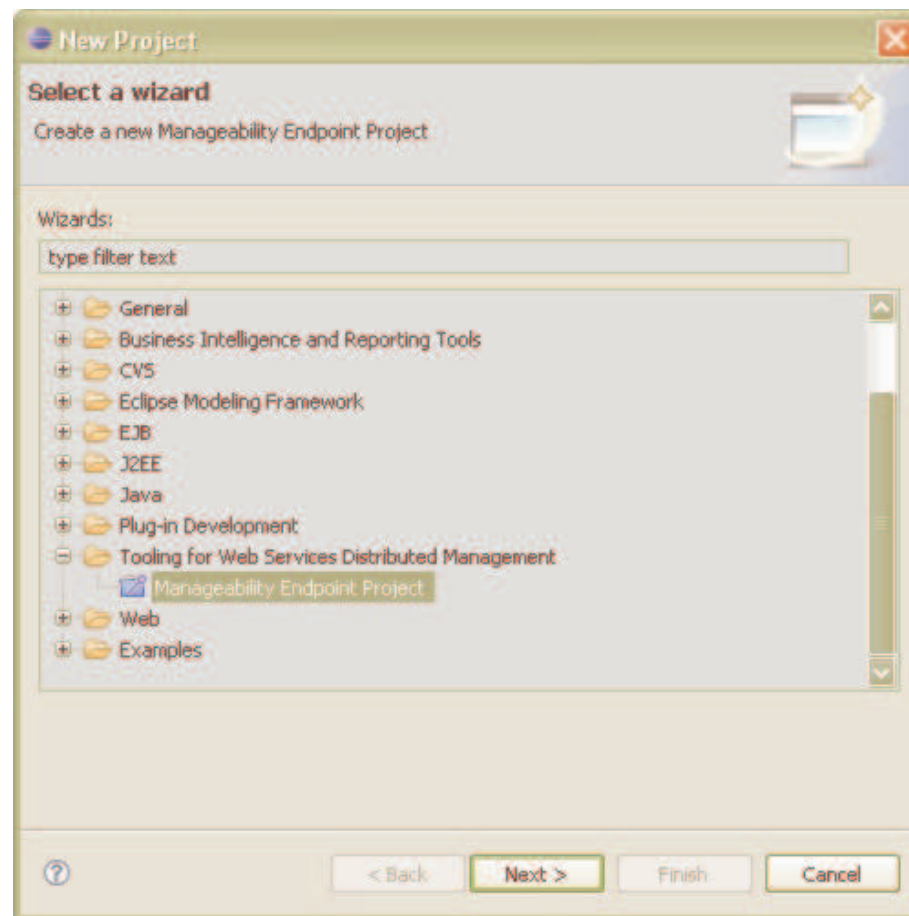 New Project
Select a wizard
Create a new Manageability Endpoint Project
Wizards:
type filter text
General
Business Intelligence and Reporting Tools
CVS
Eclipse Modeling Framework
EJB
J2EE
Java
Plug-in Development
Tooling for Web Services Distributed Management
Manageability Endpoint Project
Web
Examples
? < Back Next > Finish Cancel